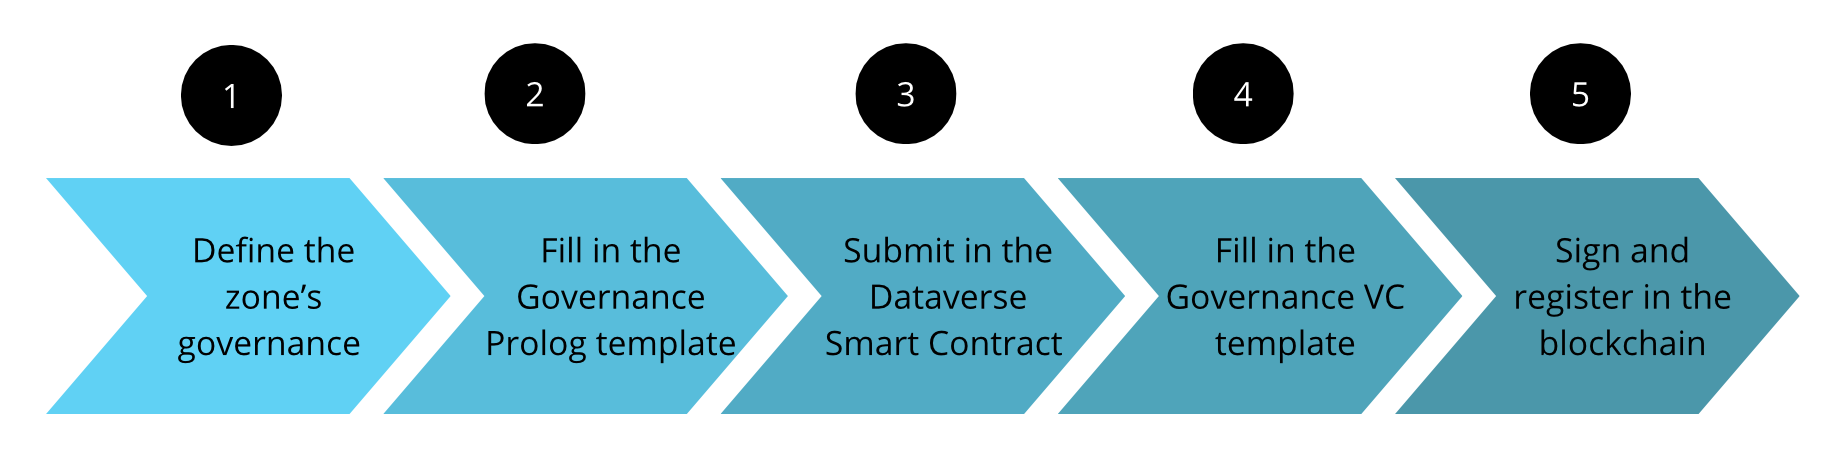 1
Define the
zone’s
governance
2
Fill in the
Governance
Prolog template
3
Submit in the
Dataverse
Smart Contract
4
Fill in the
Governance VC
template
5
Sign and
register in the
blockchain